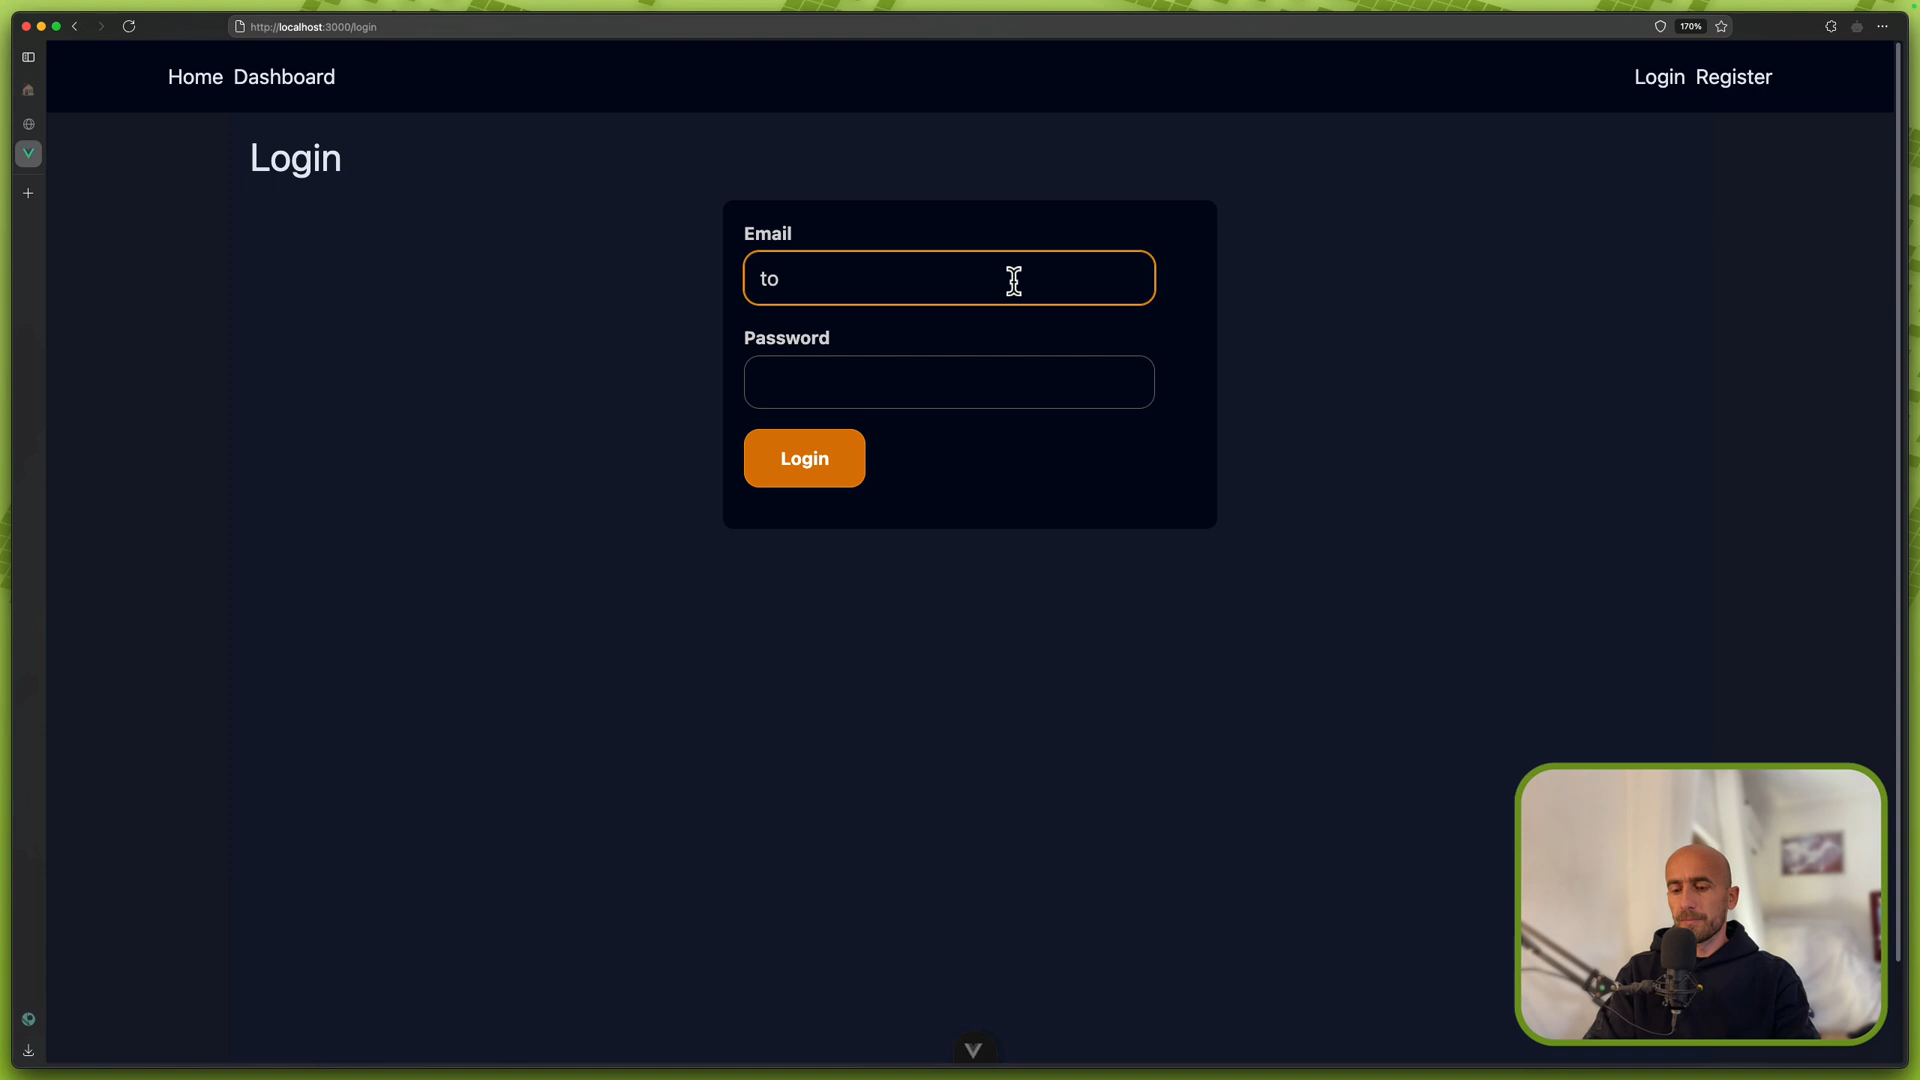 http://localhost:3000/login
170%
Home Dashboard
Login Register
Login
Email
to
Password
Login